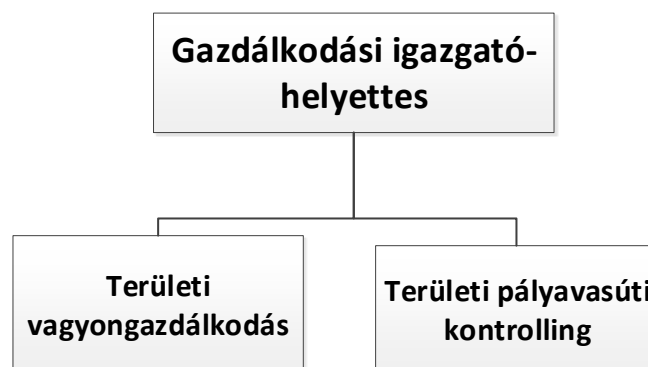 Gazdálkodási igazgató-
helyettes
Területi
vagyongazdálkodás
Területi pályavasúti
kontrolling